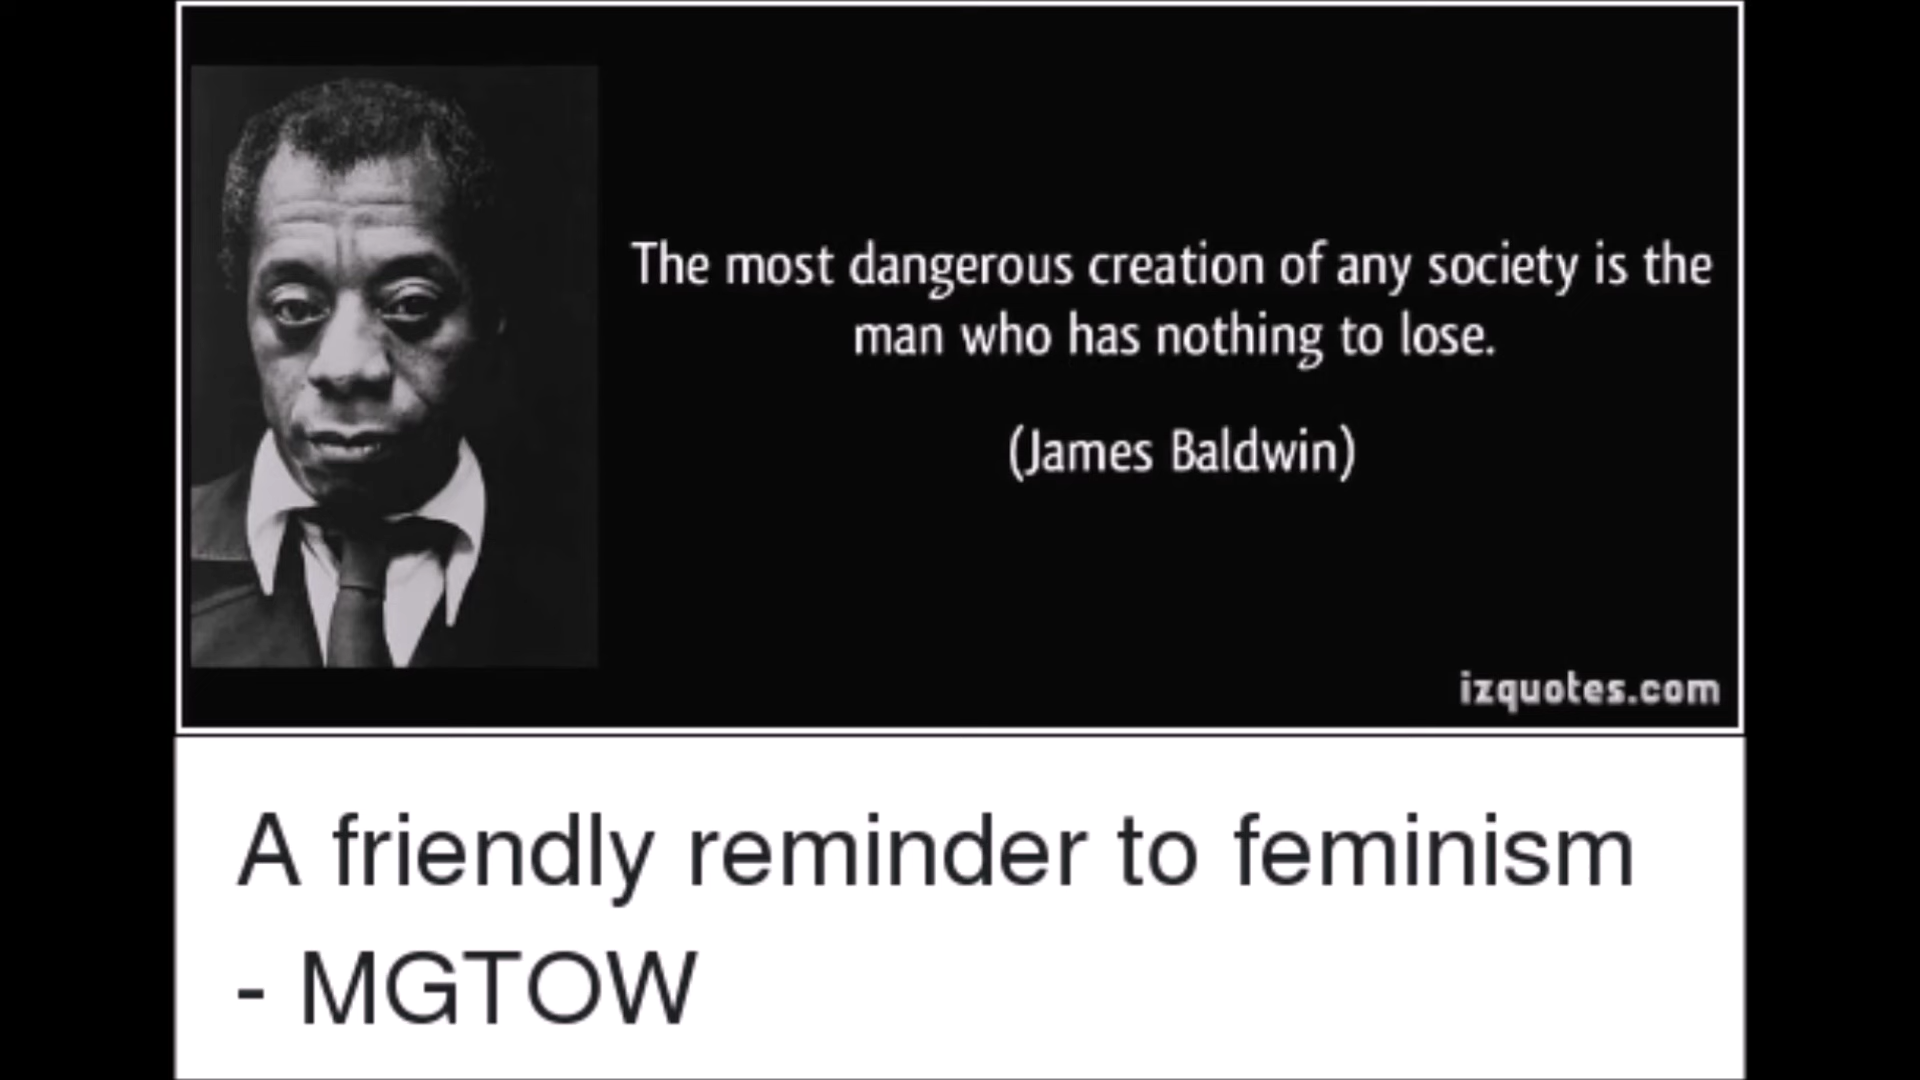 The most dangerous creation of any society is the
man who has nothing to lose.
(James Baldwin)
izquotes.com
A friendly reminder to feminism
- MGTOW